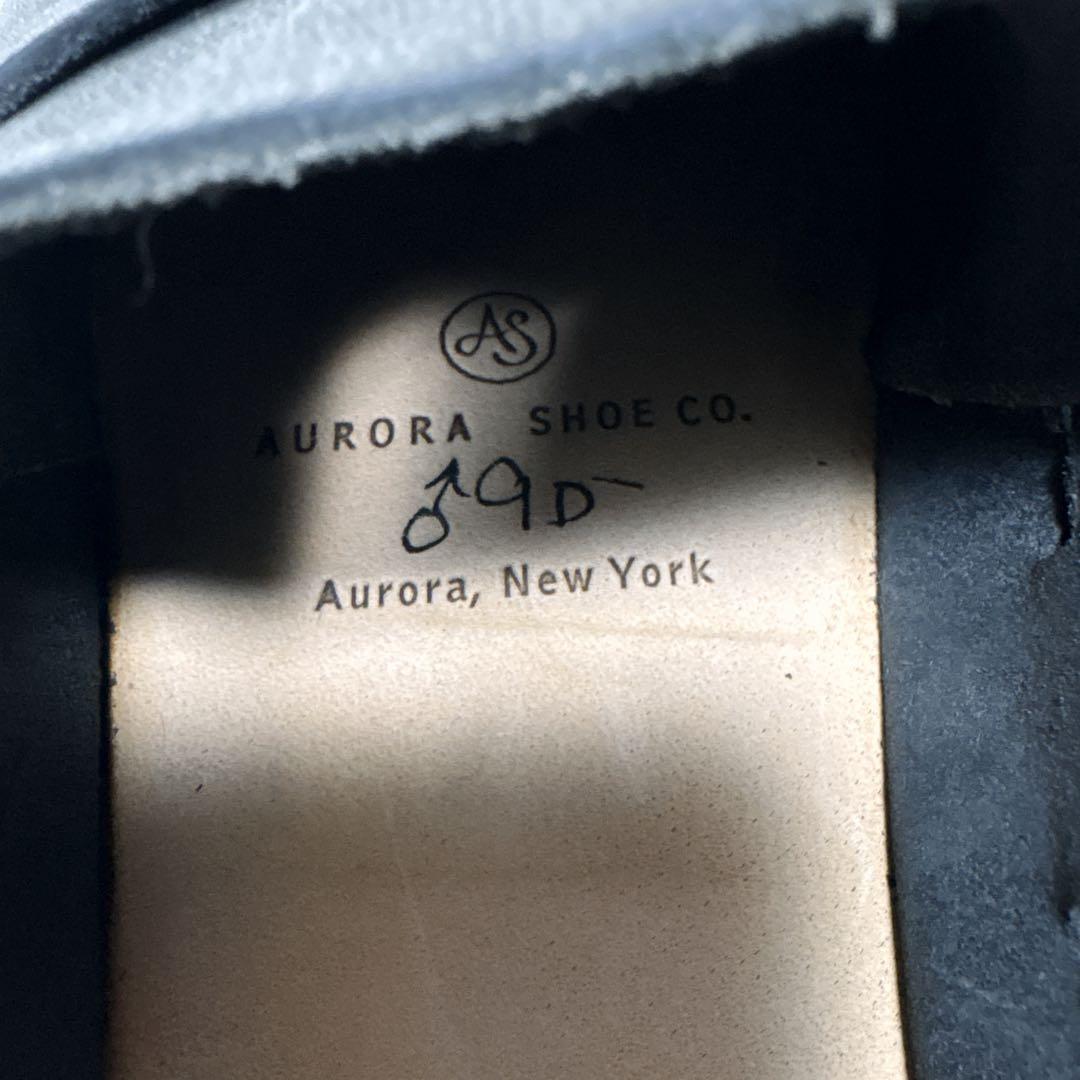 AS
AURORA SHOE CO.
♂ 9D-
Aurora, New York